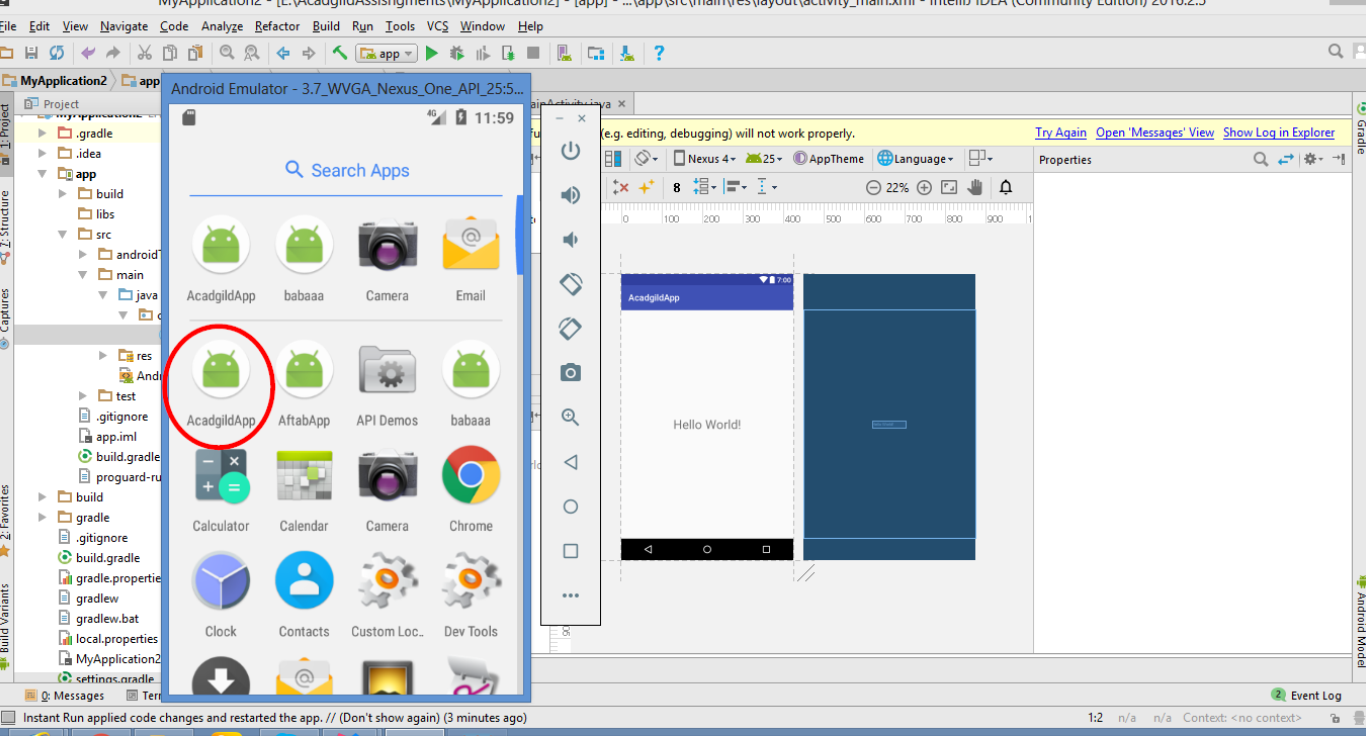 MyApplication2 - [E:\AcadgildAssishgments\MyApplication2] - [app] - ...\app\src\main\res\layout\activity_main.xml - IntelliJ IDEA (Community Edition) 2016.2.5
File Edit View Navigate Code Analyze Refactor Build Run Tools VCS Window Help
app
MyApplication2 app
Android Emulator - 3.7_WVGA_Nexus_One_API_25:5...
1: Project
7: Structure
Captures
2: Favorites
Build Variants
Project
MyApplication2
.gradle
.idea
app
build
libs
src
main
java
res
test
.gitignore
app.iml
build.gradle
proguard-ru
build
gradle
.gitignore
build.gradle
gradle.propertie
gradlew
gradlew.bat
local.properties
MyApplication2
settings.gradle
4G 11:59
Search Apps
AcadgildApp babaaa Camera Email
AcadgildApp AftabApp API Demos babaaa
Calculator Calendar Camera Chrome
Clock Contacts Custom Loc.. Dev Tools
ainActivity.java
(e.g. editing, debugging) will not work properly.
Try Again Open 'Messages' View Show Log in Explorer
Nexus 4 25 AppTheme Language
Properties
8 22%
0 100 200 300 400 500 600 700 800 900 1
7:00
AcadgildApp
Hello World!
Gradle
Android Model
0: Messages Ter
2 Event Log
Instant Run applied code changes and restarted the app. // (Don't show again) (3 minutes ago)
1:2 n/a n/a Context: <no context>